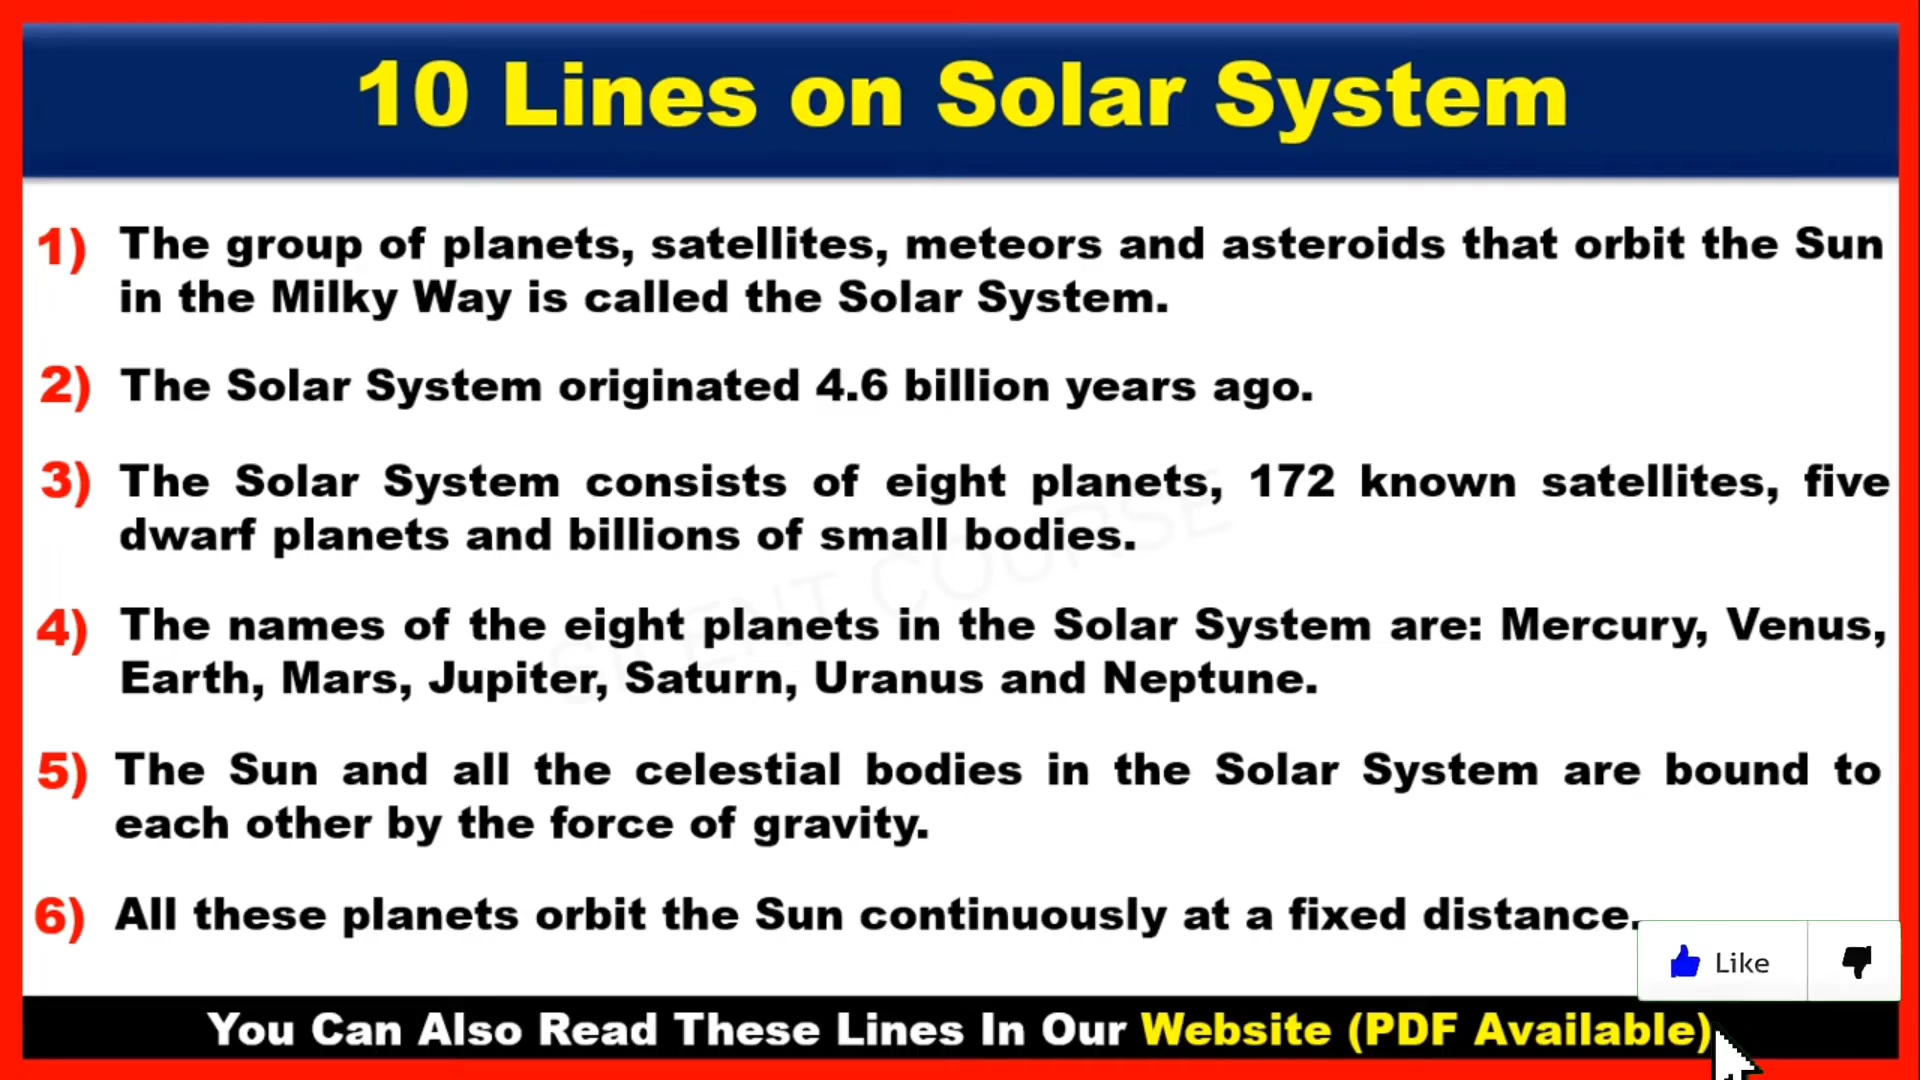 10 Lines on Solar System
1) The group of planets, satellites, meteors and asteroids that orbit the Sun
in the Milky Way is called the Solar System.
2) The Solar System originated 4.6 billion years ago.
3) The Solar System consists of eight planets, 172 known satellites, five
dwarf planets and billions of small bodies.
SILENT COURSE
4) The names of the eight planets in the Solar System are: Mercury, Venus,
Earth, Mars, Jupiter, Saturn, Uranus and Neptune.
5) The Sun and all the celestial bodies in the Solar System are bound to
each other by the force of gravity.
6) All these planets orbit the Sun continuously at a fixed distance.
Like
You Can Also Read These Lines In Our Website (PDF Available)